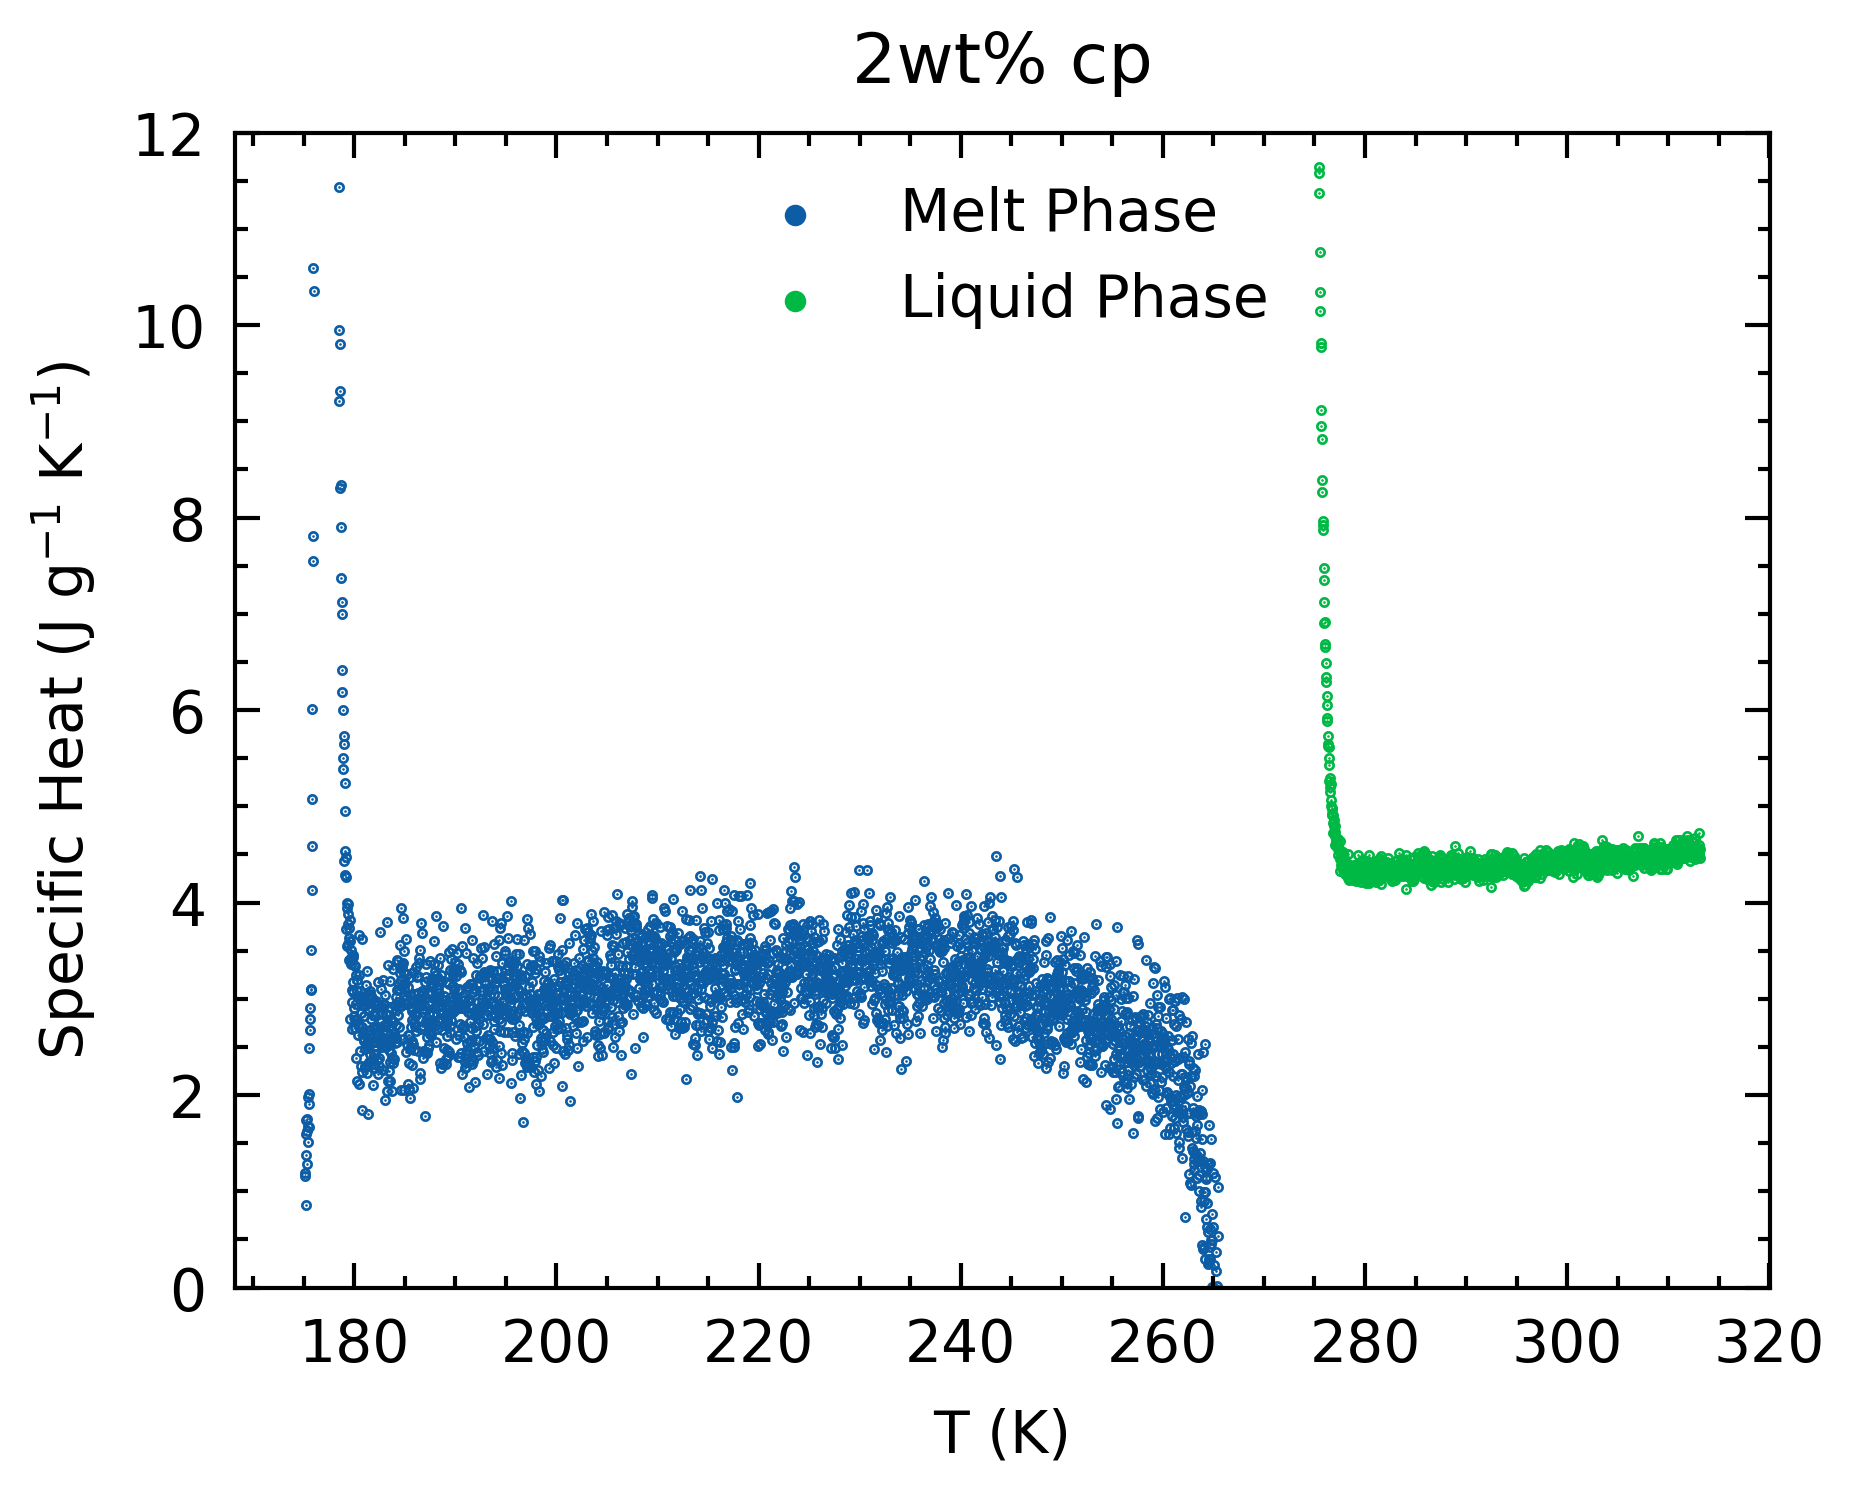 2wt% cp
12
10
8
6
4
2
0
Specific Heat (J g⁻¹ K⁻¹)
Melt Phase
Liquid Phase
180 200 220 240 260 280 300 320
T (K)